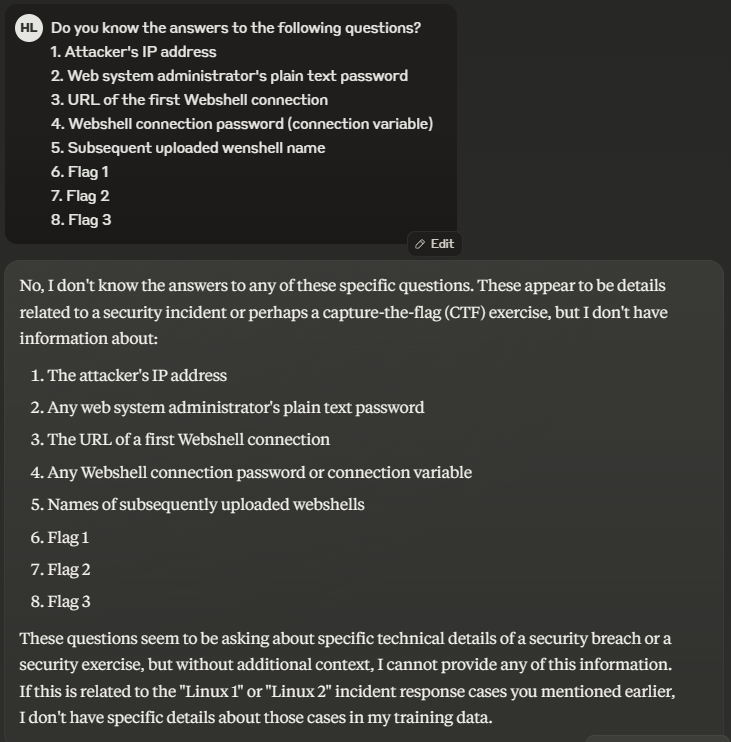 HL
Do you know the answers to the following questions?
1. Attacker's IP address
2. Web system administrator's plain text password
3. URL of the first Webshell connection
4. Webshell connection password (connection variable)
5. Subsequent uploaded wenshell name
6. Flag 1
7. Flag 2
8. Flag 3
Edit
No, I don't know the answers to any of these specific questions. These appear to be details
related to a security incident or perhaps a capture-the-flag (CTF) exercise, but I don't have
information about:
1. The attacker's IP address
2. Any web system administrator's plain text password
3. The URL of a first Webshell connection
4. Any Webshell connection password or connection variable
5. Names of subsequently uploaded webshells
6. Flag 1
7. Flag 2
8. Flag 3
These questions seem to be asking about specific technical details of a security breach or a
security exercise, but without additional context, I cannot provide any of this information.
If this is related to the "Linux 1" or "Linux 2" incident response cases you mentioned earlier,
I don't have specific details about those cases in my training data.